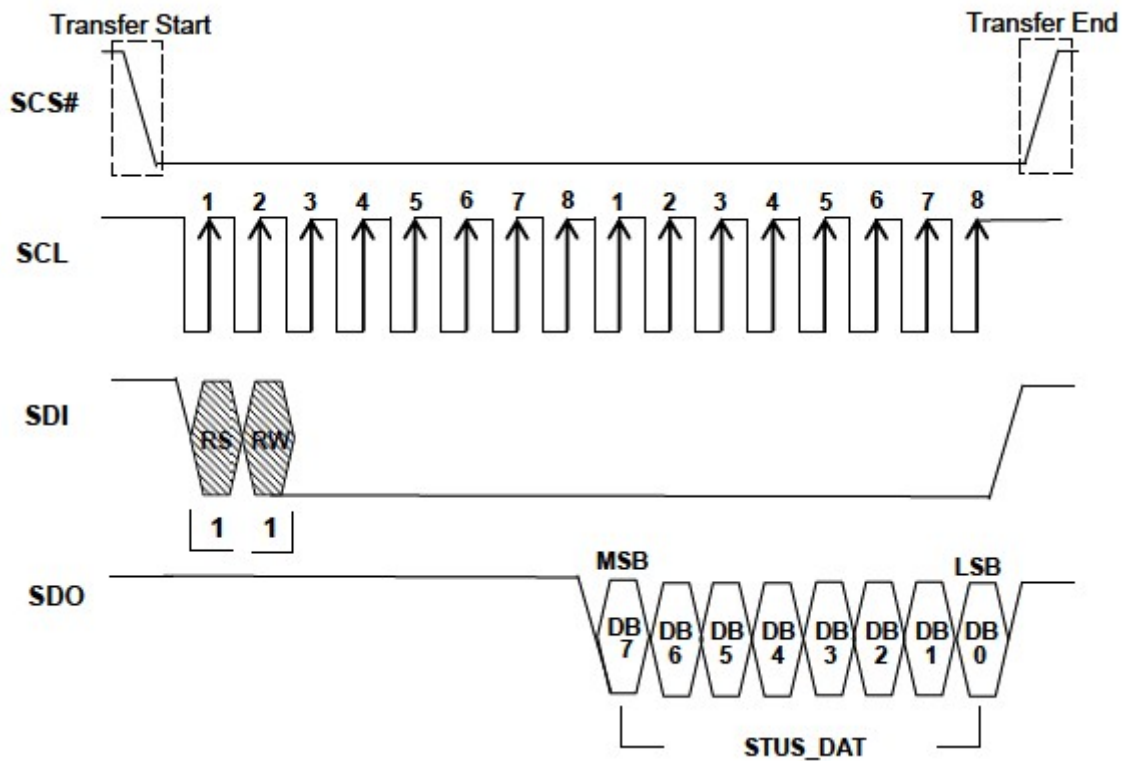 Transfer Start
Transfer End
SCS#
1 2 3 4 5 6 7 8 1 2 3 4 5 6 7 8
SCL
SDI
RS RW
1 1
MSB
LSB
SDO
DB DB DB DB DB DB DB DB
7 6 5 4 3 2 1 0
STUS_DAT